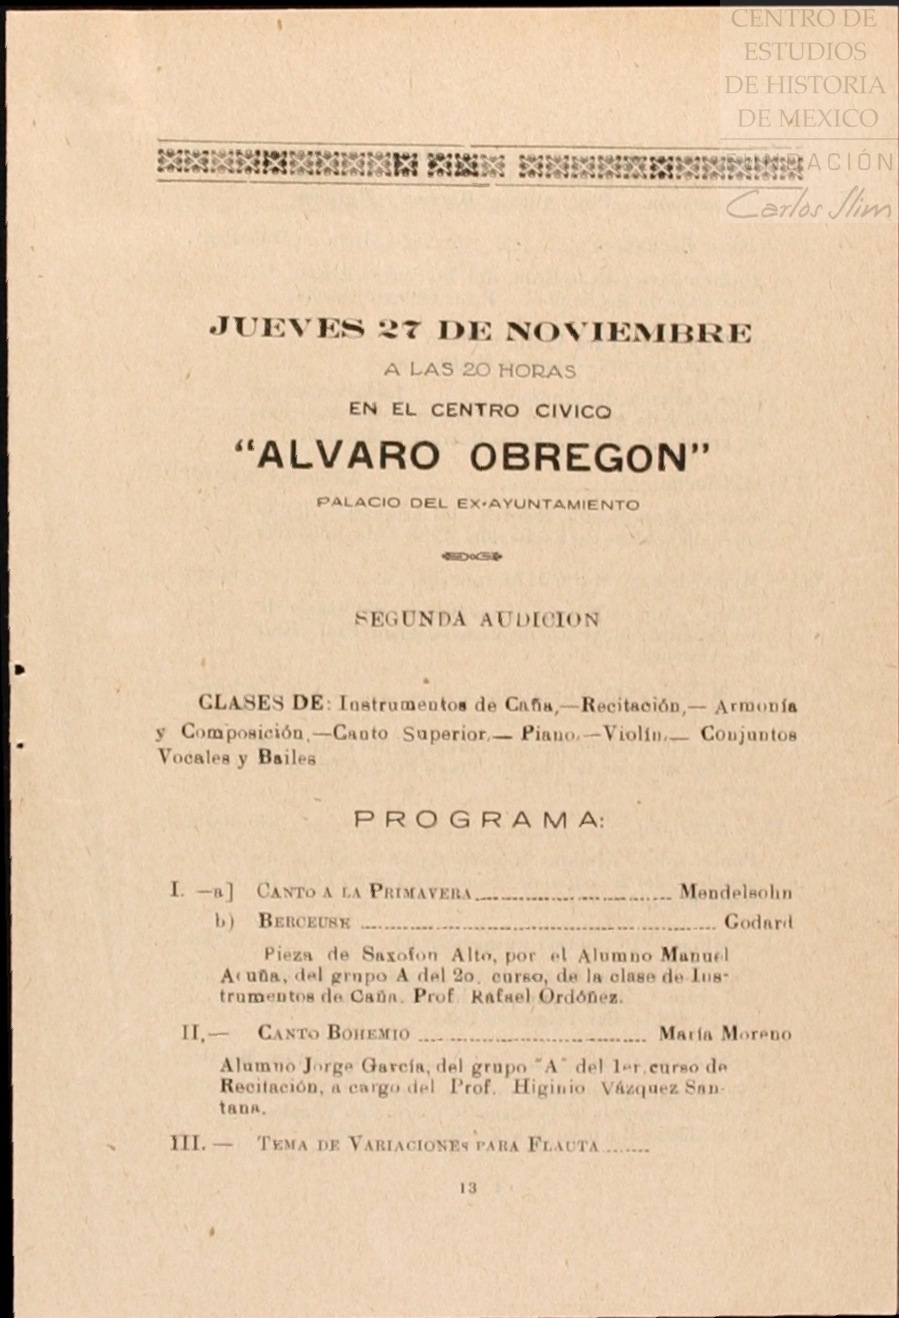 CENTRO DE
ESTUDIOS
DE HISTORIA
DE MEXICO
Carlos Slim
JUEVES 27 DE NOVIEMBRE
A LAS 20 HORAS
EN EL CENTRO CIVICO
“ALVARO OBREGON”
PALACIO DEL EX-AYUNTAMIENTO
SEGUNDA AUDICION
CLASES DE: Instrumentos de Caña,—Recitación,— Armonía
y Composición,—Canto Superior,— Piano,—Violín,— Conjuntos
Vocales y Bailes
PROGRAMA:
I. —a] CANTO A LA PRIMAVERA ........................ Mendelsohn
b) BERCEUSE ............................................ Godard
Pieza de Saxofon Alto, por el Alumno Manuel
Acuña, del grupo A del 2o. curso, de la clase de Ins-
trumentos de Caña. Prof. Rafael Ordóñez.
II,— CANTO BOHEMIO ............................... María Moreno
Alumno Jorge García, del grupo "A" del 1er. curso de
Recitación, a cargo del Prof. Higinio Vázquez San-
tana.
III. — TEMA DE VARIACIONES PARA FLAUTA .......
13